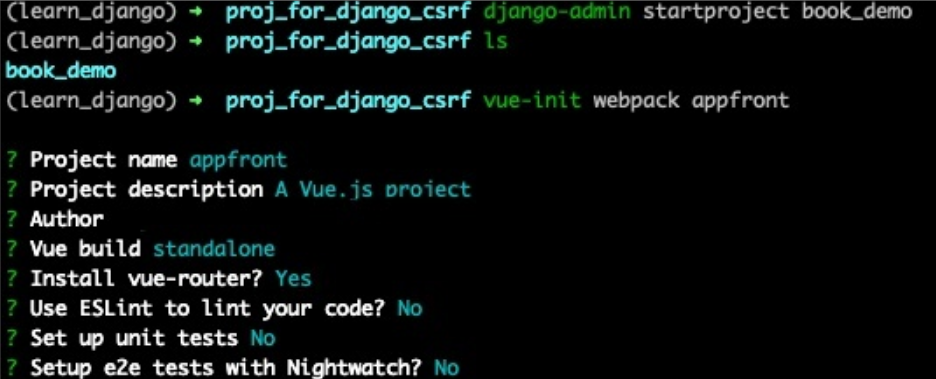 (learn_django) → proj_for_django_csrf django-admin startproject book_demo
(learn_django) → proj_for_django_csrf ls
book_demo
(learn_django) → proj_for_django_csrf vue-init webpack appfront
? Project name appfront
? Project description A Vue.js project
? Author
? Vue build standalone
? Install vue-router? Yes
? Use ESLint to lint your code? No
? Set up unit tests No
? Setup e2e tests with Nightwatch? No